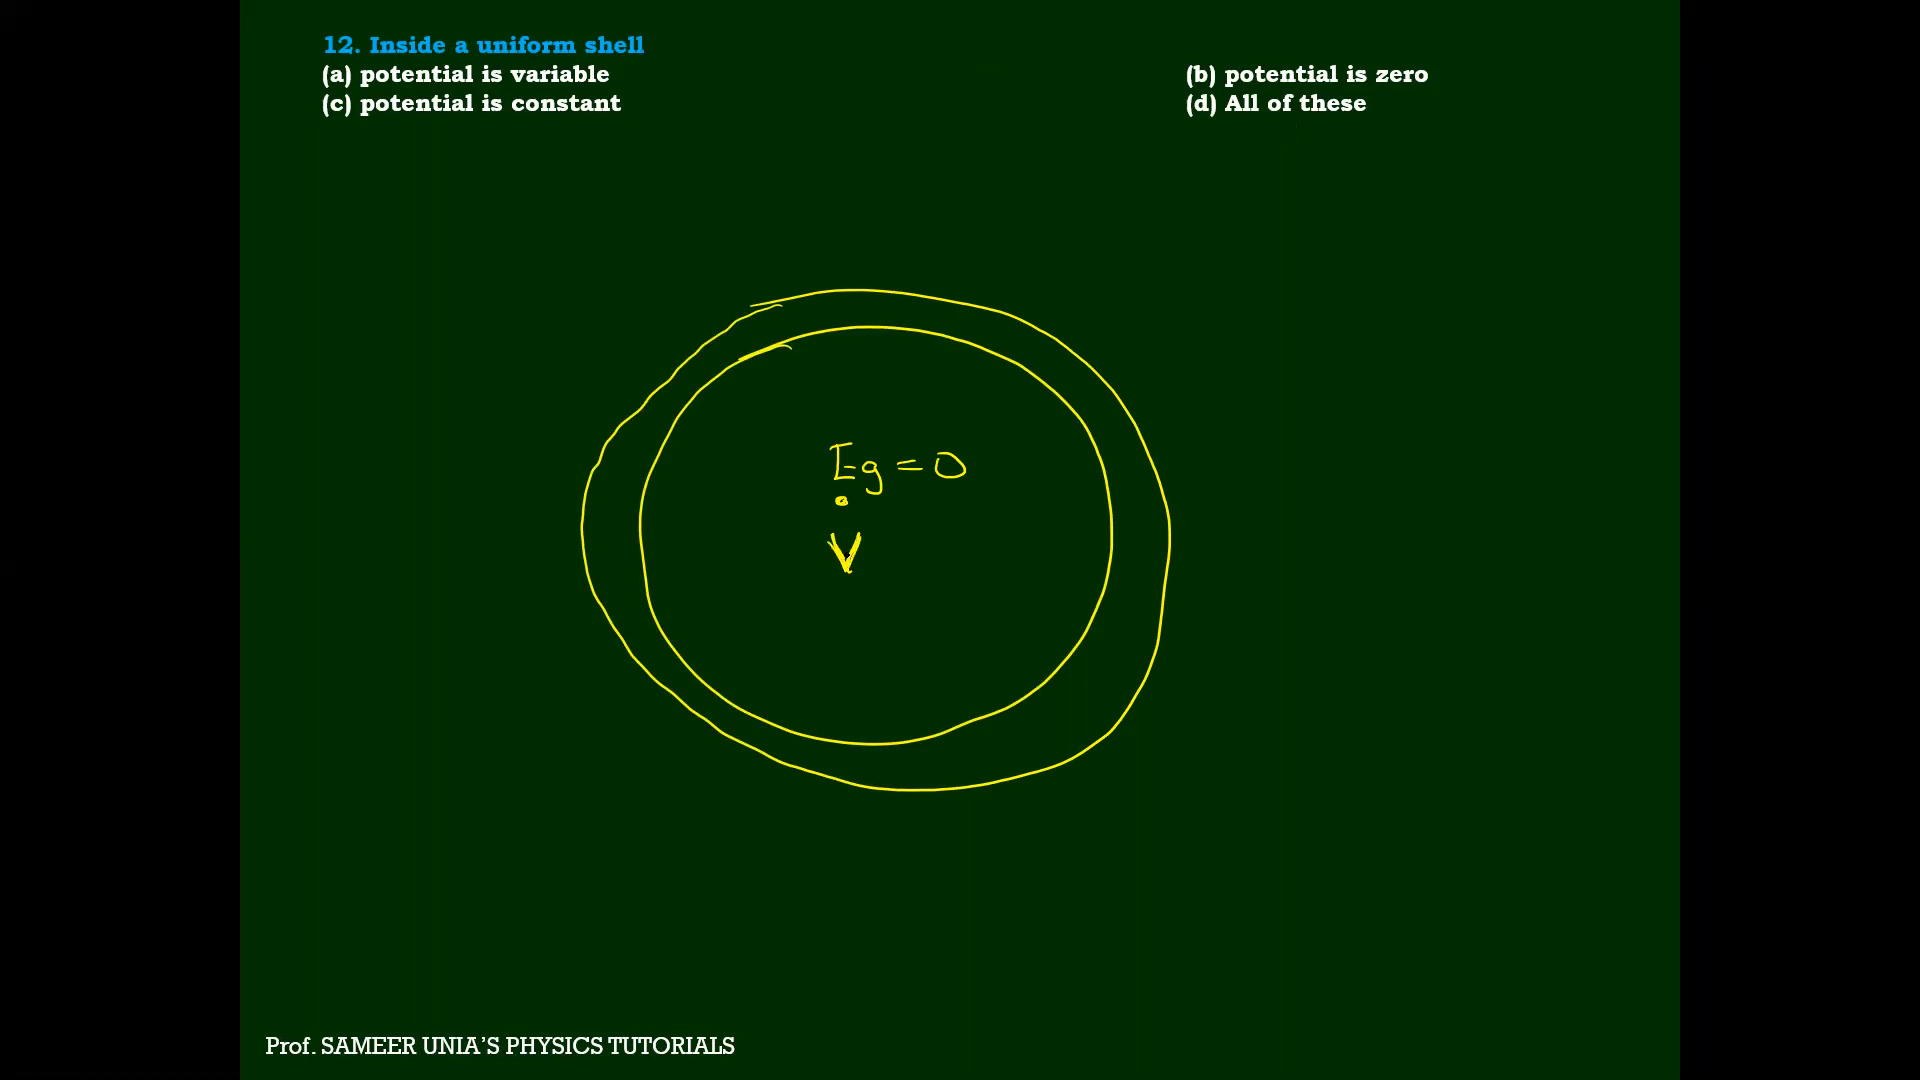 12. Inside a uniform shell
(a) potential is variable (b) potential is zero
(c) potential is constant (d) All of these
Eg = 0
V
Prof. SAMEER UNIA’S PHYSICS TUTORIALS